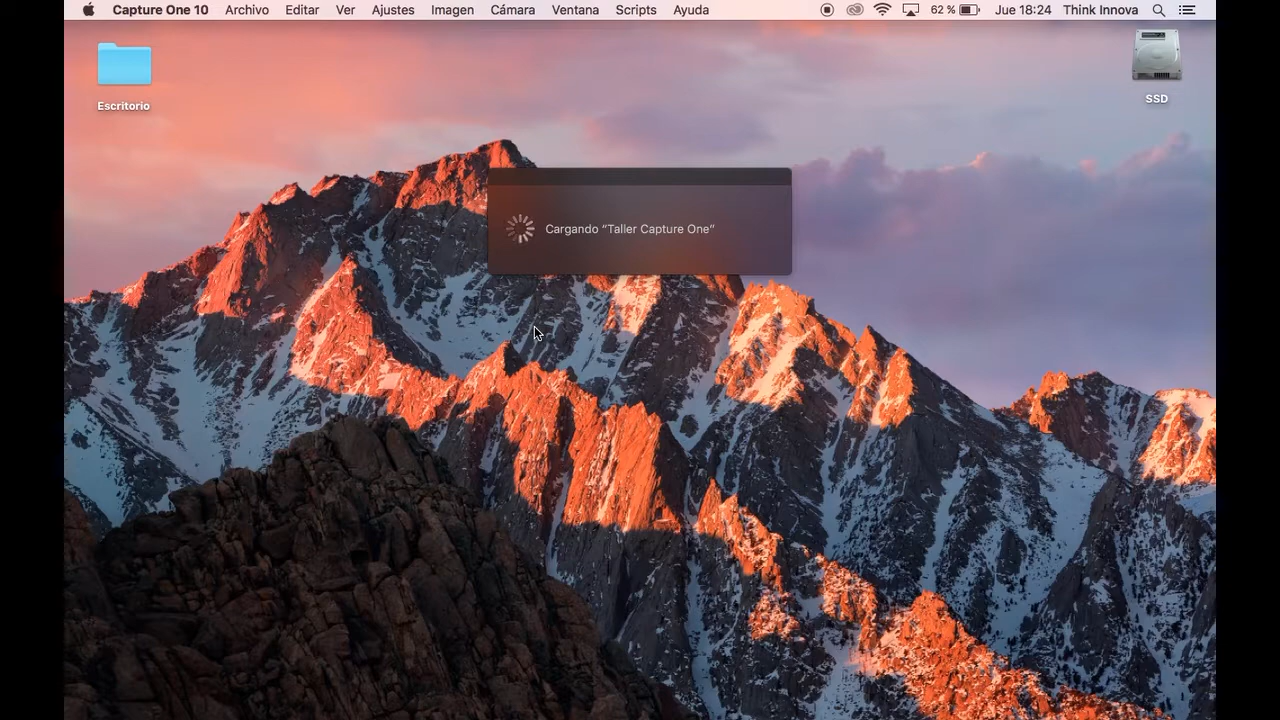 Capture One 10 Archivo Editar Ver Ajustes Imagen Cámara Ventana Scripts Ayuda 62 % Jue 18:24 Think Innova
Escritorio
SSD
Cargando “Taller Capture One”